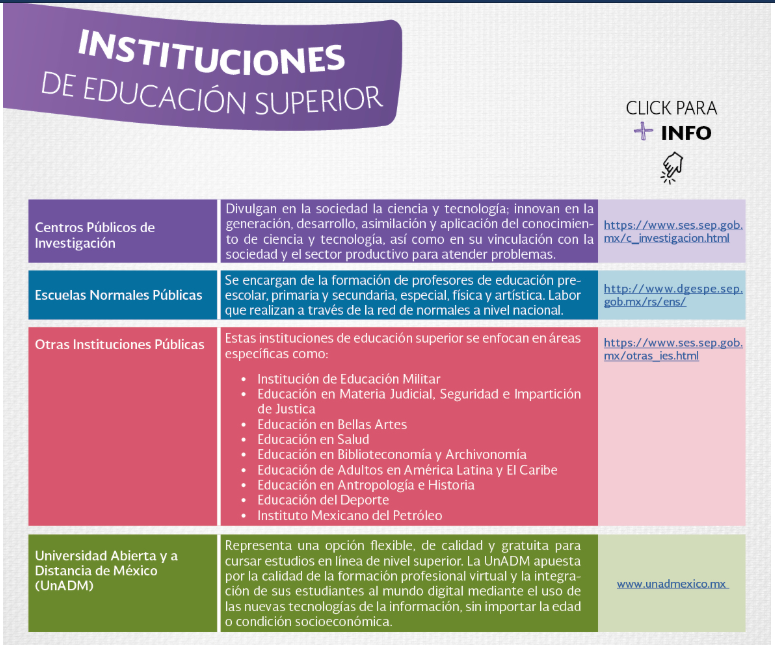 INSTITUCIONES
DE EDUCACIÓN SUPERIOR
CLICK PARA
+ INFO
Centros Públicos de
Investigación
Divulgan en la sociedad la ciencia y tecnología; innovan en la
generación, desarrollo, asimilación y aplicación del conocimien-
to de ciencia y tecnología, así como en su vinculación con la
sociedad y el sector productivo para atender problemas.
https://www.ses.sep.gob.
mx/c_investigacion.html
Escuelas Normales Públicas
Se encargan de la formación de profesores de educación pre-
escolar, primaria y secundaria, especial, física y artística. Labor
que realizan a través de la red de normales a nivel nacional.
http://www.dgespe.sep.
gob.mx/rs/ens/
Otras Instituciones Públicas
Estas instituciones de educación superior se enfocan en áreas
específicas como:
• Institución de Educación Militar
• Educación en Materia Judicial, Seguridad e Impartición
de Justica
• Educación en Bellas Artes
• Educación en Salud
• Educación en Biblioteconomía y Archivonomía
• Educación de Adultos en América Latina y El Caribe
• Educación en Antropología e Historia
• Educación del Deporte
• Instituto Mexicano del Petróleo
https://www.ses.sep.gob.
mx/otras_ies.html
Universidad Abierta y a
Distancia de México
(UnADM)
Representa una opción flexible, de calidad y gratuita para
cursar estudios en línea de nivel superior. La UnADM apuesta
por la calidad de la formación profesional virtual y la integra-
ción de sus estudiantes al mundo digital mediante el uso de
las nuevas tecnologías de la información, sin importar la edad
o condición socioeconómica.
www.unadmexico.mx